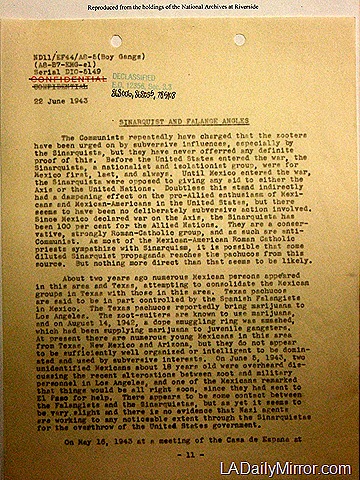 Reproduced from the holdings of the National Archives at Riverside
ND11/EF44/A8-5(Boy Gangs)
(A8-B7-EMG-el)
Serial DIO-5149
CONFIDENTIAL
CONFIDENTIAL
DECLASSIFIED
E.O. 12356, Sec. 3.3
22 June 1943
SINARQUIST AND FALANGE ANGLES
The Communists repeatedly have charged that the zooters
have been urged on by subversive influences, especially by
the Sinarquists, but they have never offered any definite
proof of this. Before the United States entered the war, the
Sinarquists, a nationalist and isolationist group, were for
Mexico first, last, and always. Until Mexico entered the war,
the Sinarquists were opposed to giving any aid to either the
Axis or the United Nations. Doubtless this stand indirectly
had a dampening effect on the pro-Allied enthusiasm of Mexi-
cans and Mexican-Americans in the United States, but there
seems to have been no deliberately subversive action involved.
Since Mexico declared war on the Axis, the Sinarquista has
been 100 per cent for the Allied Nations. They are a conser-
vative, strongly Roman-Catholic group, and as such are anti-
Communist. As most of the Mexican-American Roman Catholic
priests sympathize with Sinarquism, it is possible that some
diluted Sinarquist propaganda reaches the pachucos from this
source. But nothing more direct than that seems to be likely.
About two years ago numerous Mexican persons appeared
in this area and Texas, attempting to consolidate the Mexican
groups in Texas with those in this area. Texas pachucos
are said to be in part controlled by the Spanish Falangists
in Mexico. The Texas pachucos reportedly bring marijuana to
Los Angeles. The zoot-suiters are known to use marijuana,
and on August 14, 1942, a dope smuggling ring was smashed,
which had been supplying marijuana to juvenile gangsters.
At present there are numerous young Mexicans in this area
from Texas, New Mexico and Arizona, but they do not appear
to be sufficiently well organized or intelligent to be domin-
ated and used by subversive interests. On June 5, 1943, two
unidentified Mexicans about 18 years old were overheard dis-
cussing the recent altercations between zoot and military
personnel in Los Angeles, and one of the Mexicans remarked
that things would be all right soon, since they had sent to
El Paso for help. There appears to be some contact between
the Falangists and the Sinarquistas, but as yet it seems to
be very slight and there is no evidence that Nazi agents
are working to any noticeable extent through the Sinarquistas
for the overthrow of the United States government.
On May 16, 1943 at a meeting of the Casa de Espana at
- 11 -
LADailyMirror.com